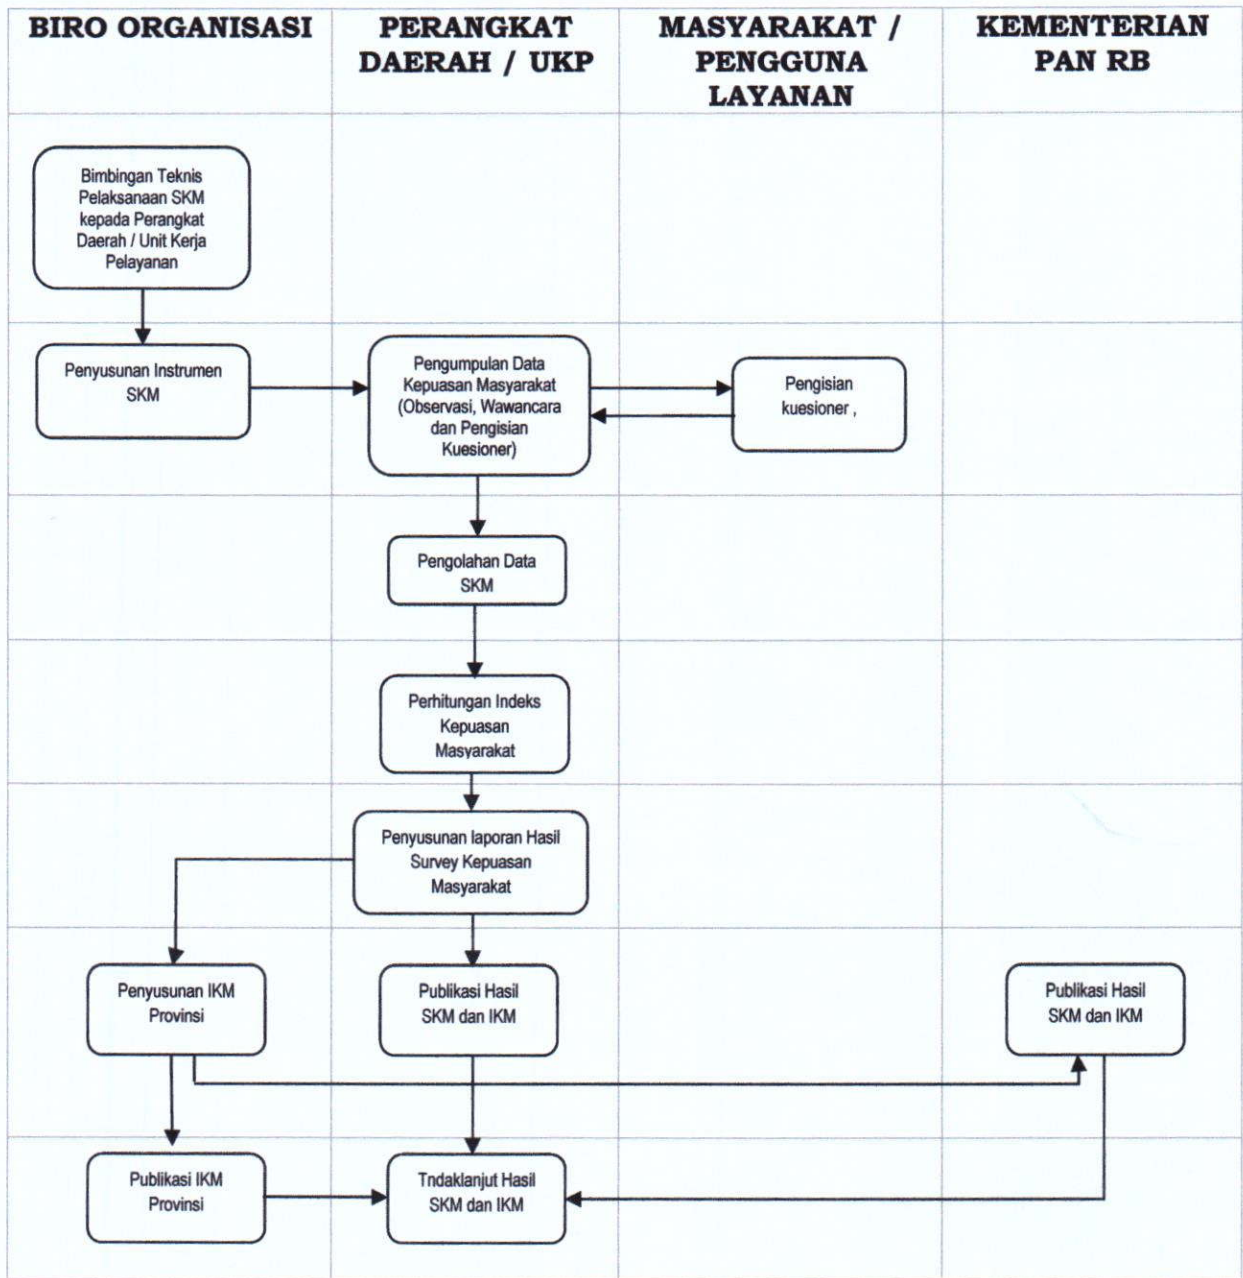 BIRO ORGANISASI
PERANGKAT
DAERAH / UKP
MASYARAKAT /
PENGGUNA
LAYANAN
KEMENTERIAN
PAN RB
Bimbingan Teknis
Pelaksanaan SKM
kepada Perangkat
Daerah / Unit Kerja
Pelayanan
Penyusunan Instrumen
SKM
Pengumpulan Data
Kepuasan Masyarakat
(Observasi, Wawancara
dan Pengisian
Kuesioner)
Pengisian
kuesioner ,
Pengolahan Data
SKM
Perhitungan Indeks
Kepuasan
Masyarakat
Penyusunan laporan Hasil
Survey Kepuasan
Masyarakat
Penyusunan IKM
Provinsi
Publikasi Hasil
SKM dan IKM
Publikasi Hasil
SKM dan IKM
Publikasi IKM
Provinsi
Tndaklanjut Hasil
SKM dan IKM